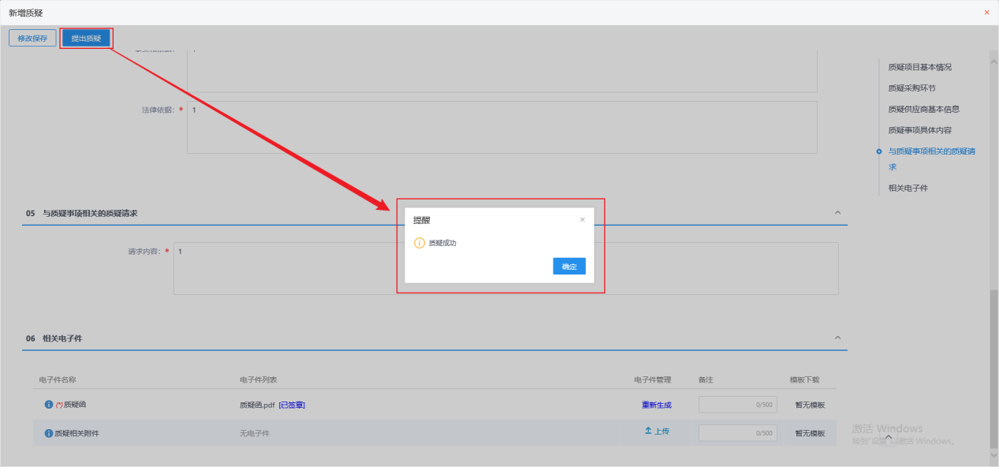 新增质疑
×
修改保存
提出质疑
1
法律依据：
*
1
质疑项目基本情况
质疑采购环节
质疑供应商基本信息
质疑事项具体内容
与质疑事项相关的质疑请
求
相关电子件
05 与质疑事项相关的质疑请求
请求内容：
*
1
提醒
×
质疑成功
确定
06 相关电子件
电子件名称 电子件列表 电子件管理 备注 模板下载
(*)质疑函 质疑函.pdf [已签章] 重新生成 0/500 暂无模板
质疑相关附件 无电子件 上传 0/500 暂无模板
激活 Windows
转到"设置"以激活 Windows。